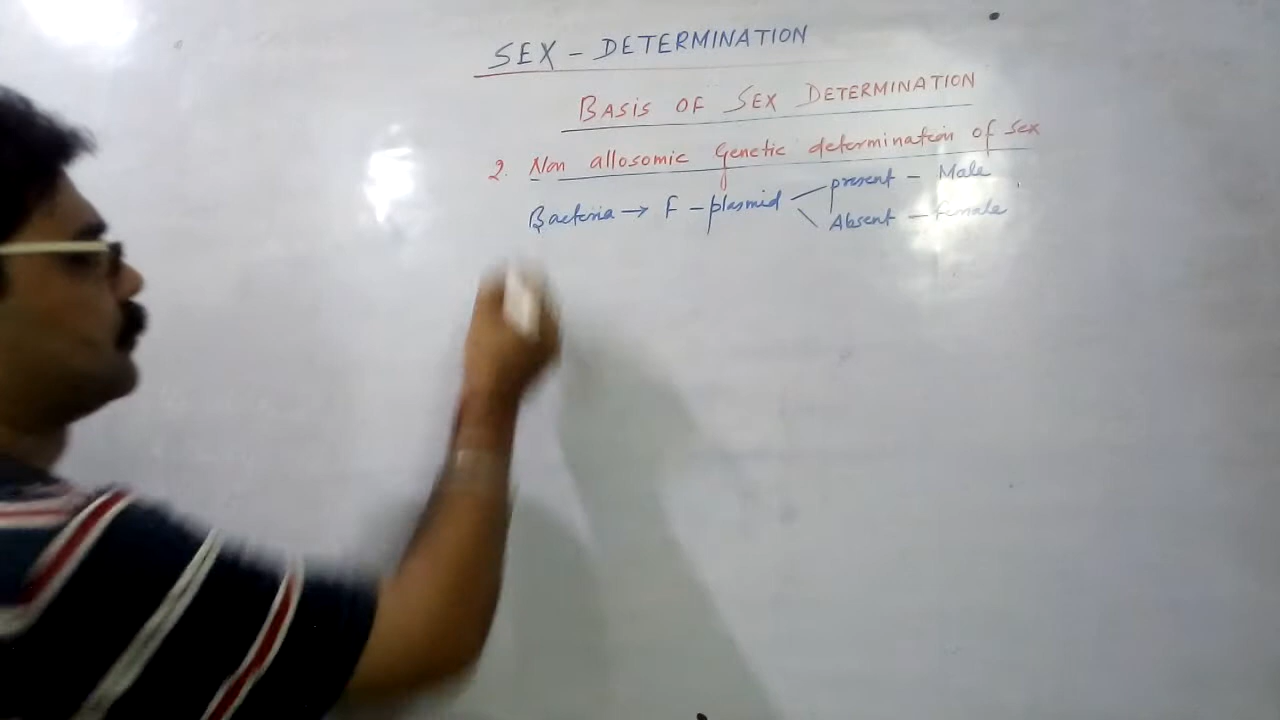 SEX - DETERMINATION
BASIS OF SEX DETERMINATION
2. Non allosomic Genetic determination of sex
Bacteria → F - plasmid present - Male
Absent - female